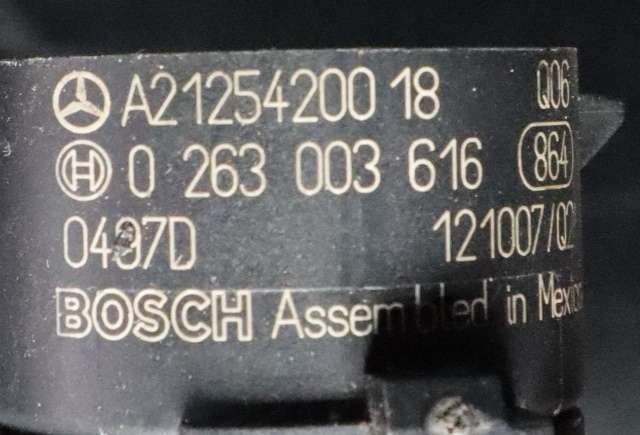 A21254200 18 Q06
0 263 003 616 864
0497D 121007/Q2
BOSCH Assembled in Mexico